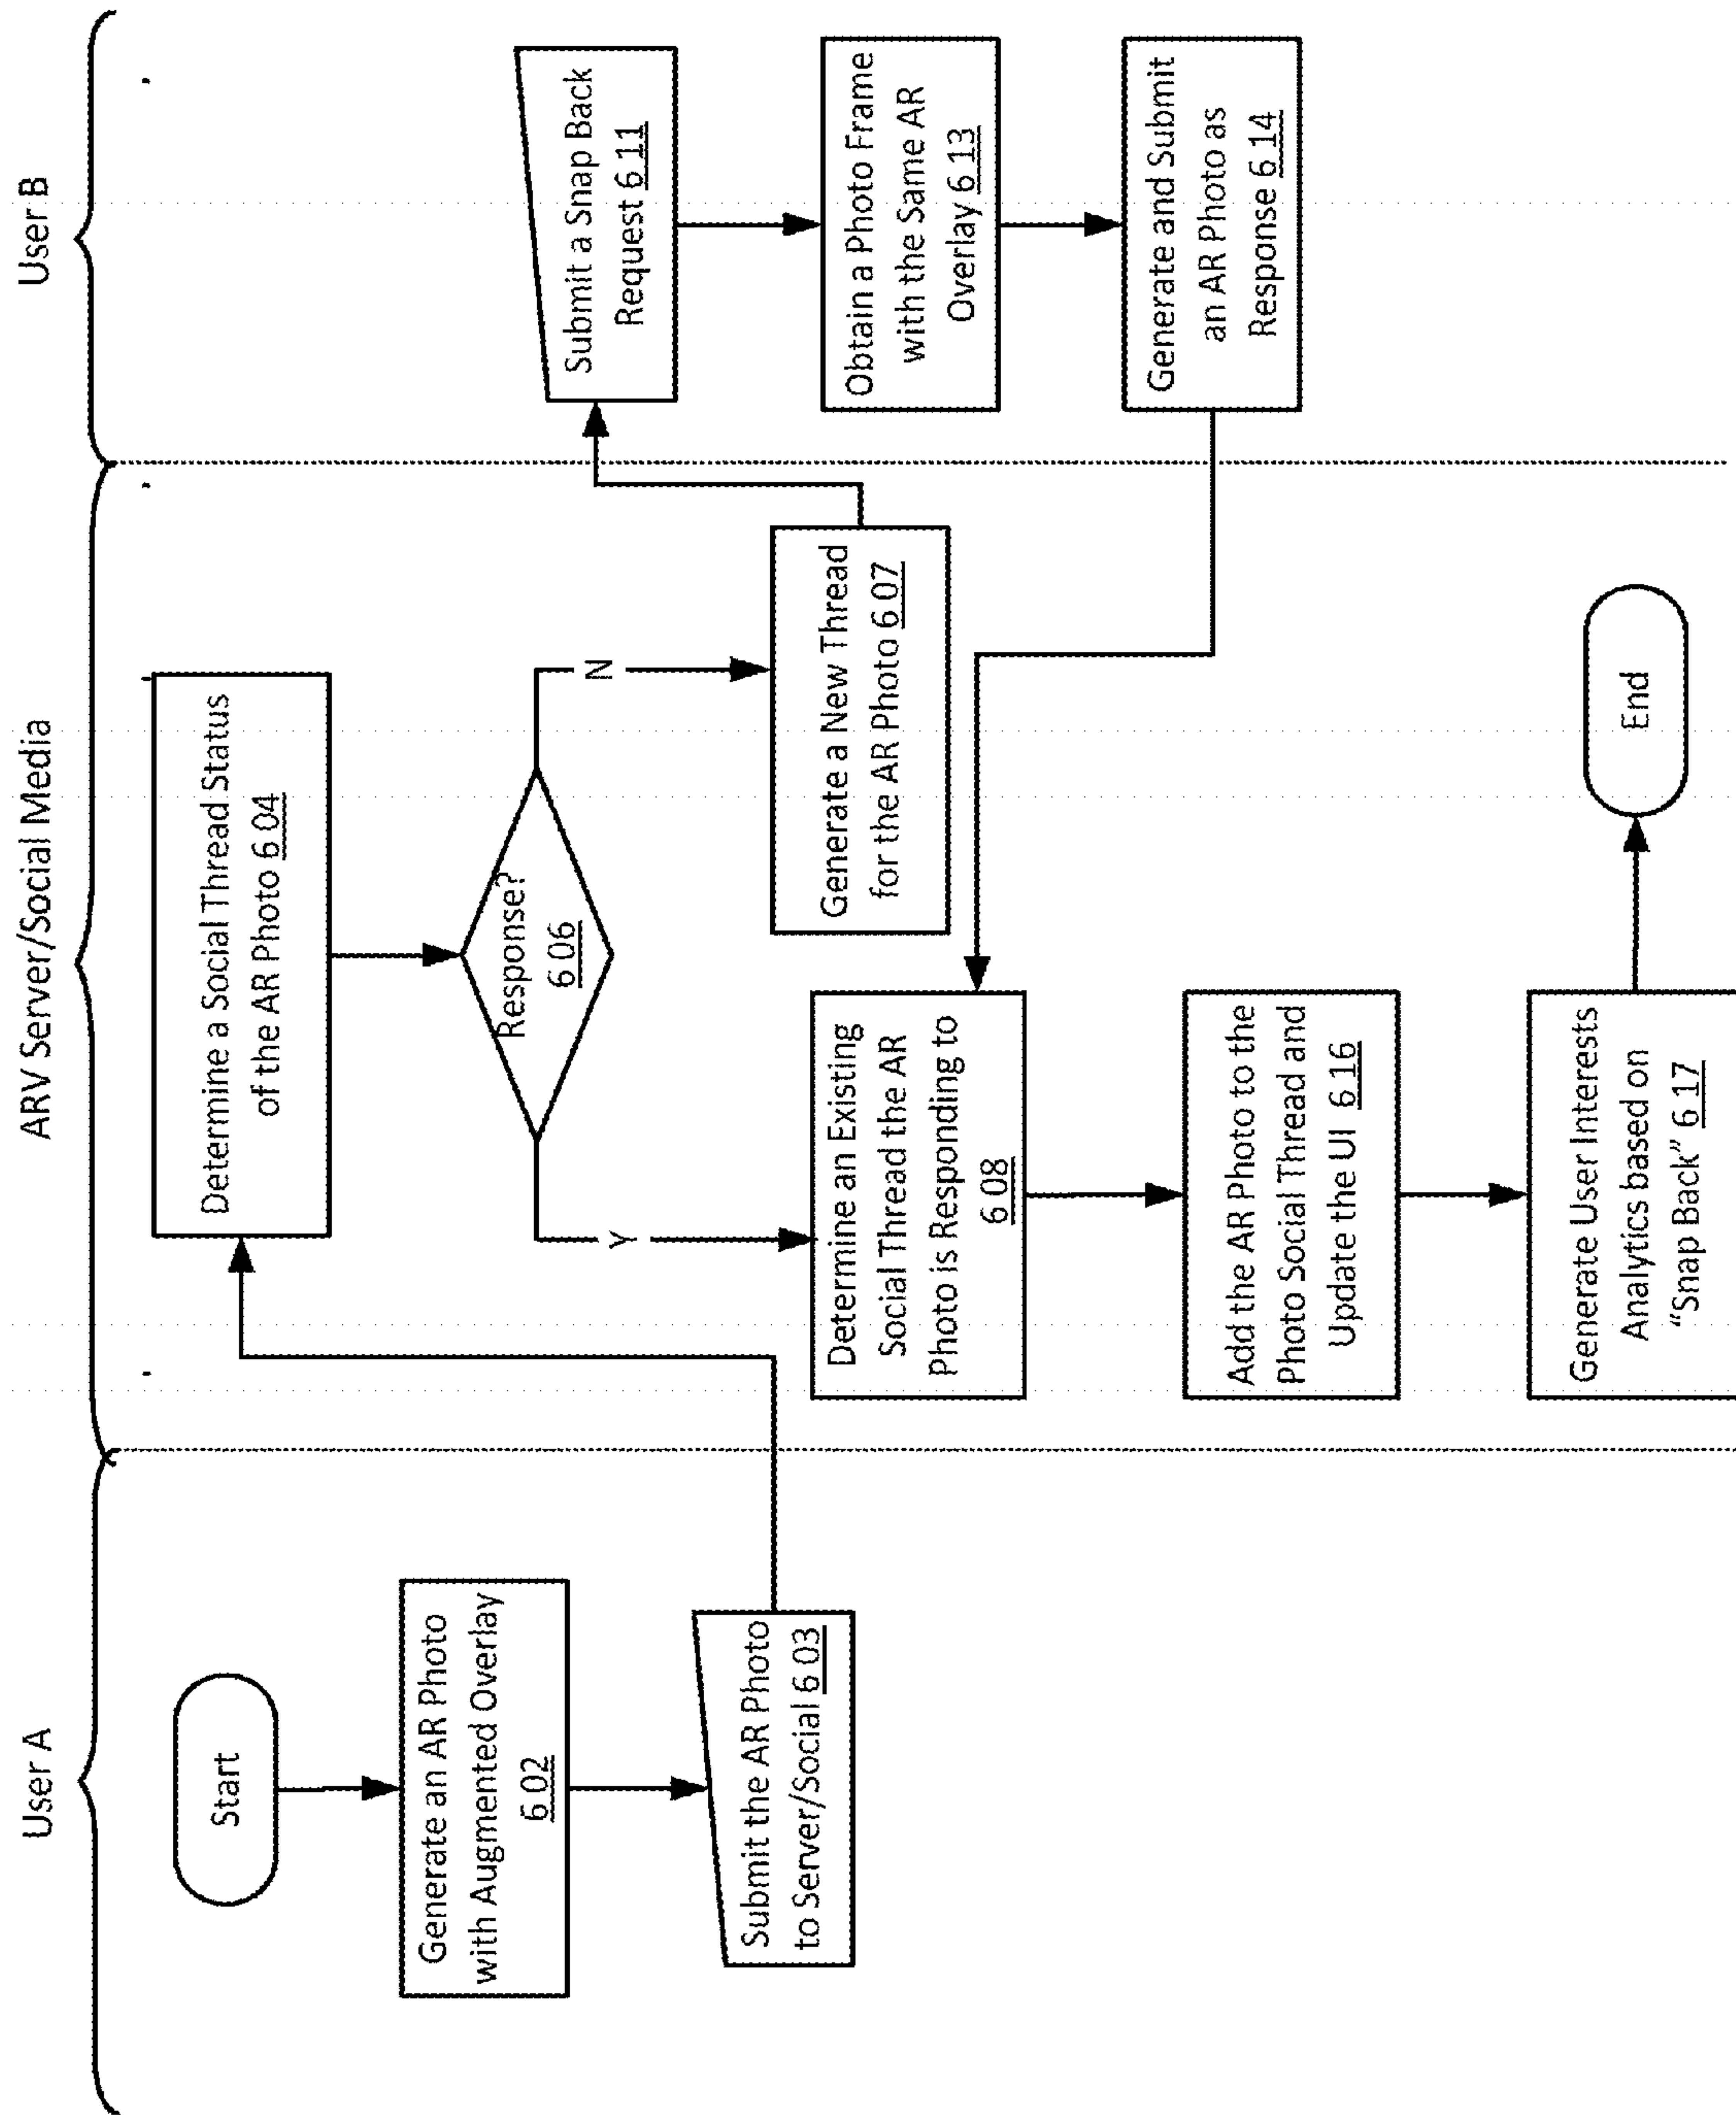 User A
ARV Server/Social Media
User B
Start
Generate an AR Photo
with Augmented Overlay
6 02
Submit the AR Photo
to Server/Social 6 03
Determine a Social Thread Status
of the AR Photo 6 04
Response?
6 06
Y
N
Generate a New Thread
for the AR Photo 6 07
Determine an Existing
Social Thread the AR
Photo is Responding to
6 08
Add the AR Photo to the
Photo Social Thread and
Update the UI 6 16
Generate User Interests
Analytics based on
“Snap Back” 6 17
End
Submit a Snap Back
Request 6 11
Obtain a Photo Frame
with the Same AR
Overlay 6 13
Generate and Submit
an AR Photo as
Response 6 14